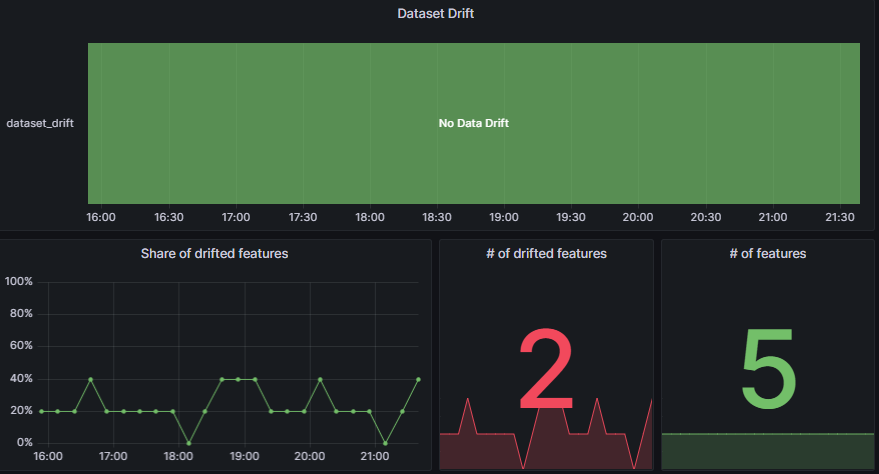 Dataset Drift
dataset_drift
No Data Drift
16:00 16:30 17:00 17:30 18:00 18:30 19:00 19:30 20:00 20:30 21:00 21:30
Share of drifted features
100%
80%
60%
40%
20%
0%
16:00 17:00 18:00 19:00 20:00 21:00
# of drifted features
2
# of features
5